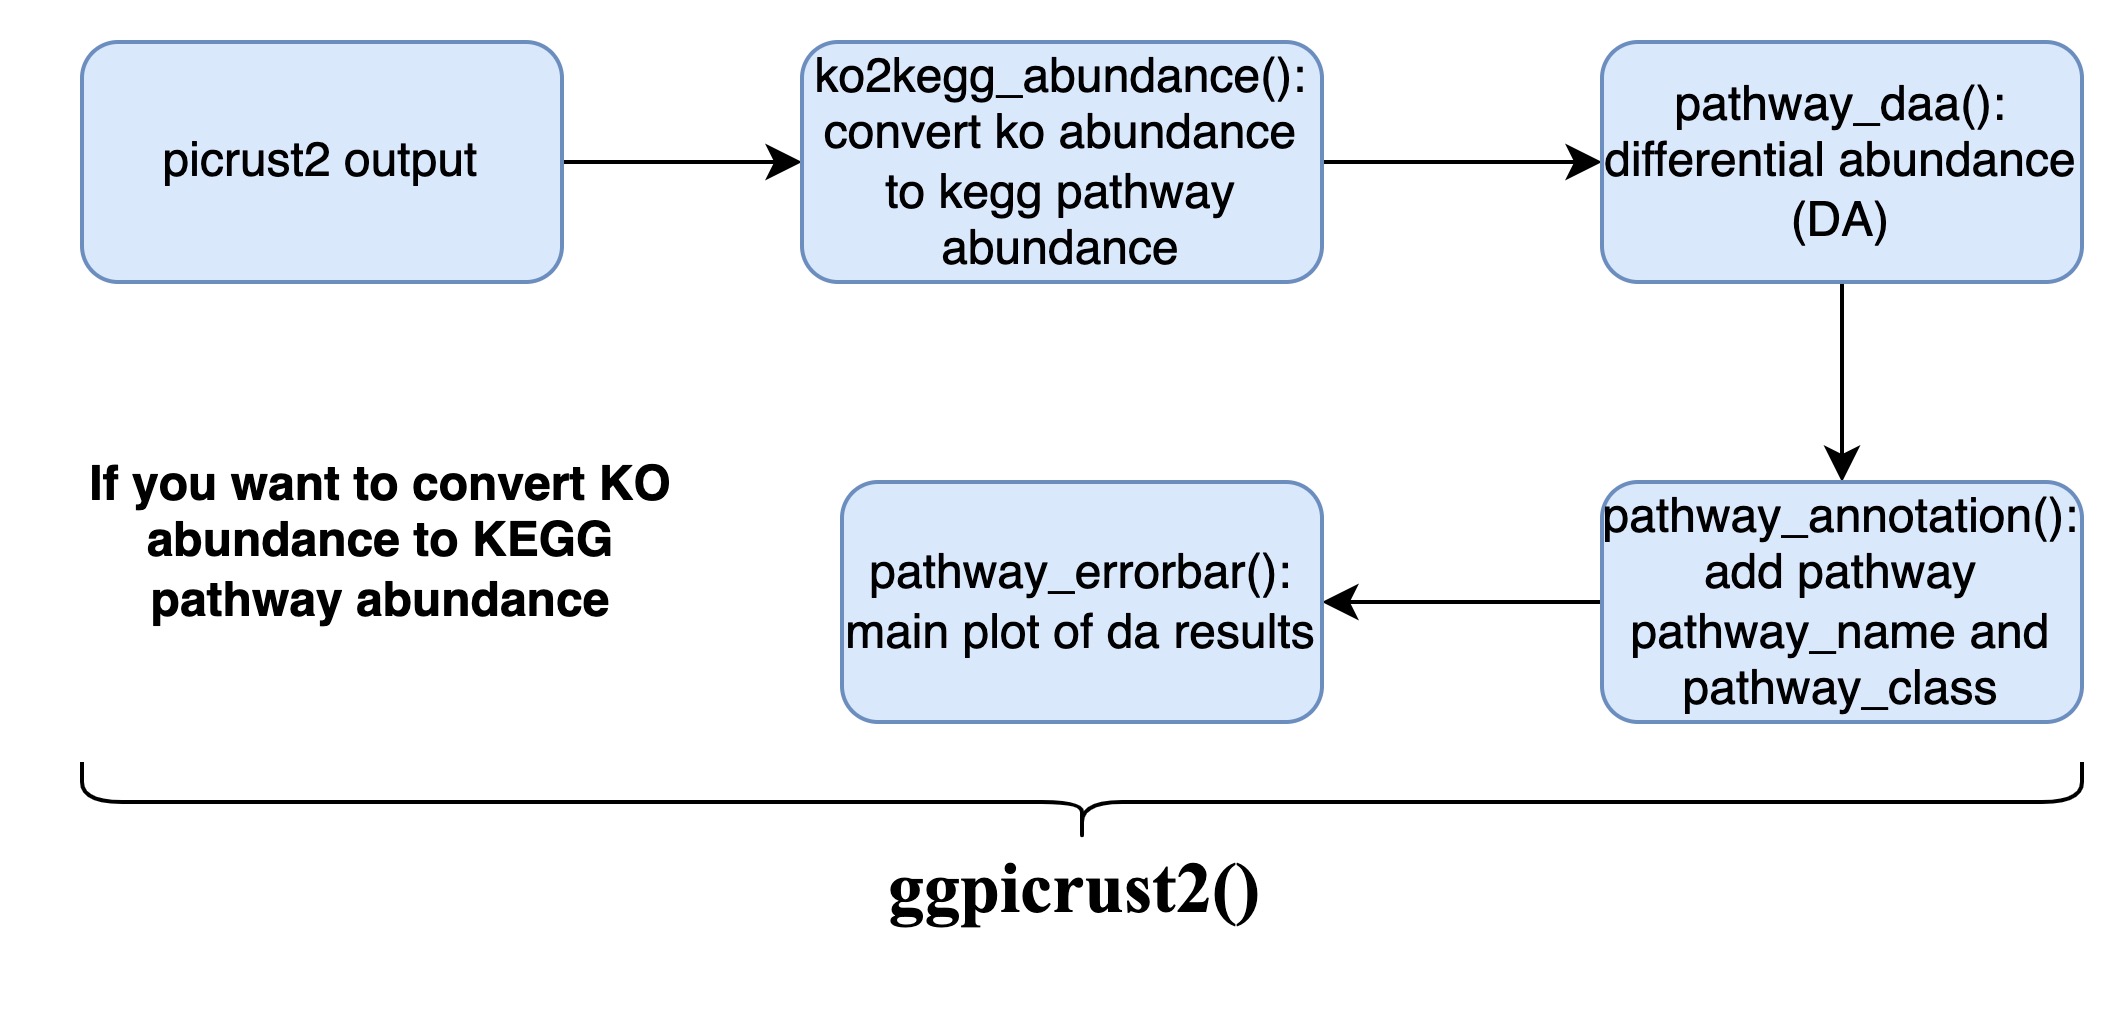 picrust2 output
ko2kegg_abundance():
convert ko abundance
to kegg pathway
abundance
pathway_daa():
differential abundance
(DA)
If you want to convert KO
abundance to KEGG
pathway abundance
pathway_errorbar():
main plot of da results
pathway_annotation():
add pathway
pathway_name and
pathway_class
ggpicrust2()